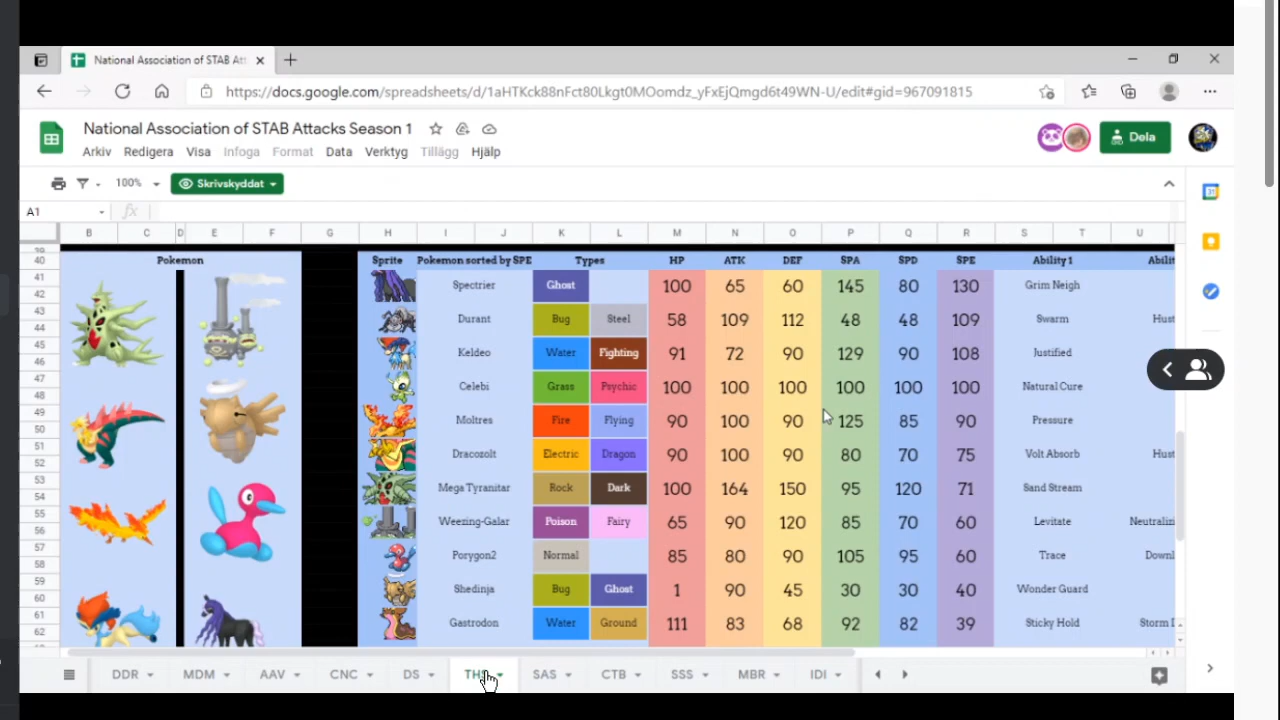 National Association of STAB Att
https://docs.google.com/spreadsheets/d/1aHTKck88nFct80Lkgt0MOomdz_yFxEjQmgd6t49WN-U/edit#gid=967091815
National Association of STAB Attacks Season 1
Dela
Arkiv Redigera Visa Infoga Format Data Verktyg Tillägg Hjälp
100% Skrivskyddat
A1 fx
B C D E F G H I J K L M N O P Q R S T U
40 Pokemon Sprite Pokemon sorted by SPE Types HP ATK DEF SPA SPD SPE Ability 1 Abilit
41
Spectrier Ghost 100 65 60 145 80 130 Grim Neigh
42
43
Durant Bug Steel 58 109 112 48 48 109 Swarm Hust
44
45
Keldeo Water Fighting 91 72 90 129 90 108 Justified
46
47
Celebi Grass Psychic 100 100 100 100 100 100 Natural Cure
48
49
Moltres Fire Flying 90 100 90 125 85 90 Pressure
50
51
Dracozolt Electric Dragon 90 100 90 80 70 75 Volt Absorb Hust
52
53
Mega Tyranitar Rock Dark 100 164 150 95 120 71 Sand Stream
54
55
Weezing-Galar Poison Fairy 65 90 120 85 70 60 Levitate Neutralin
56
57
Porygon2 Normal 85 80 90 105 95 60 Trace Downl
58
59
Shedinja Bug Ghost 1 90 45 30 30 40 Wonder Guard
60
61
Gastrodon Water Ground 111 83 68 92 82 39 Sticky Hold Storm D
62
DDR MDM AAV CNC DS SAS CTB SSS MBR IDI